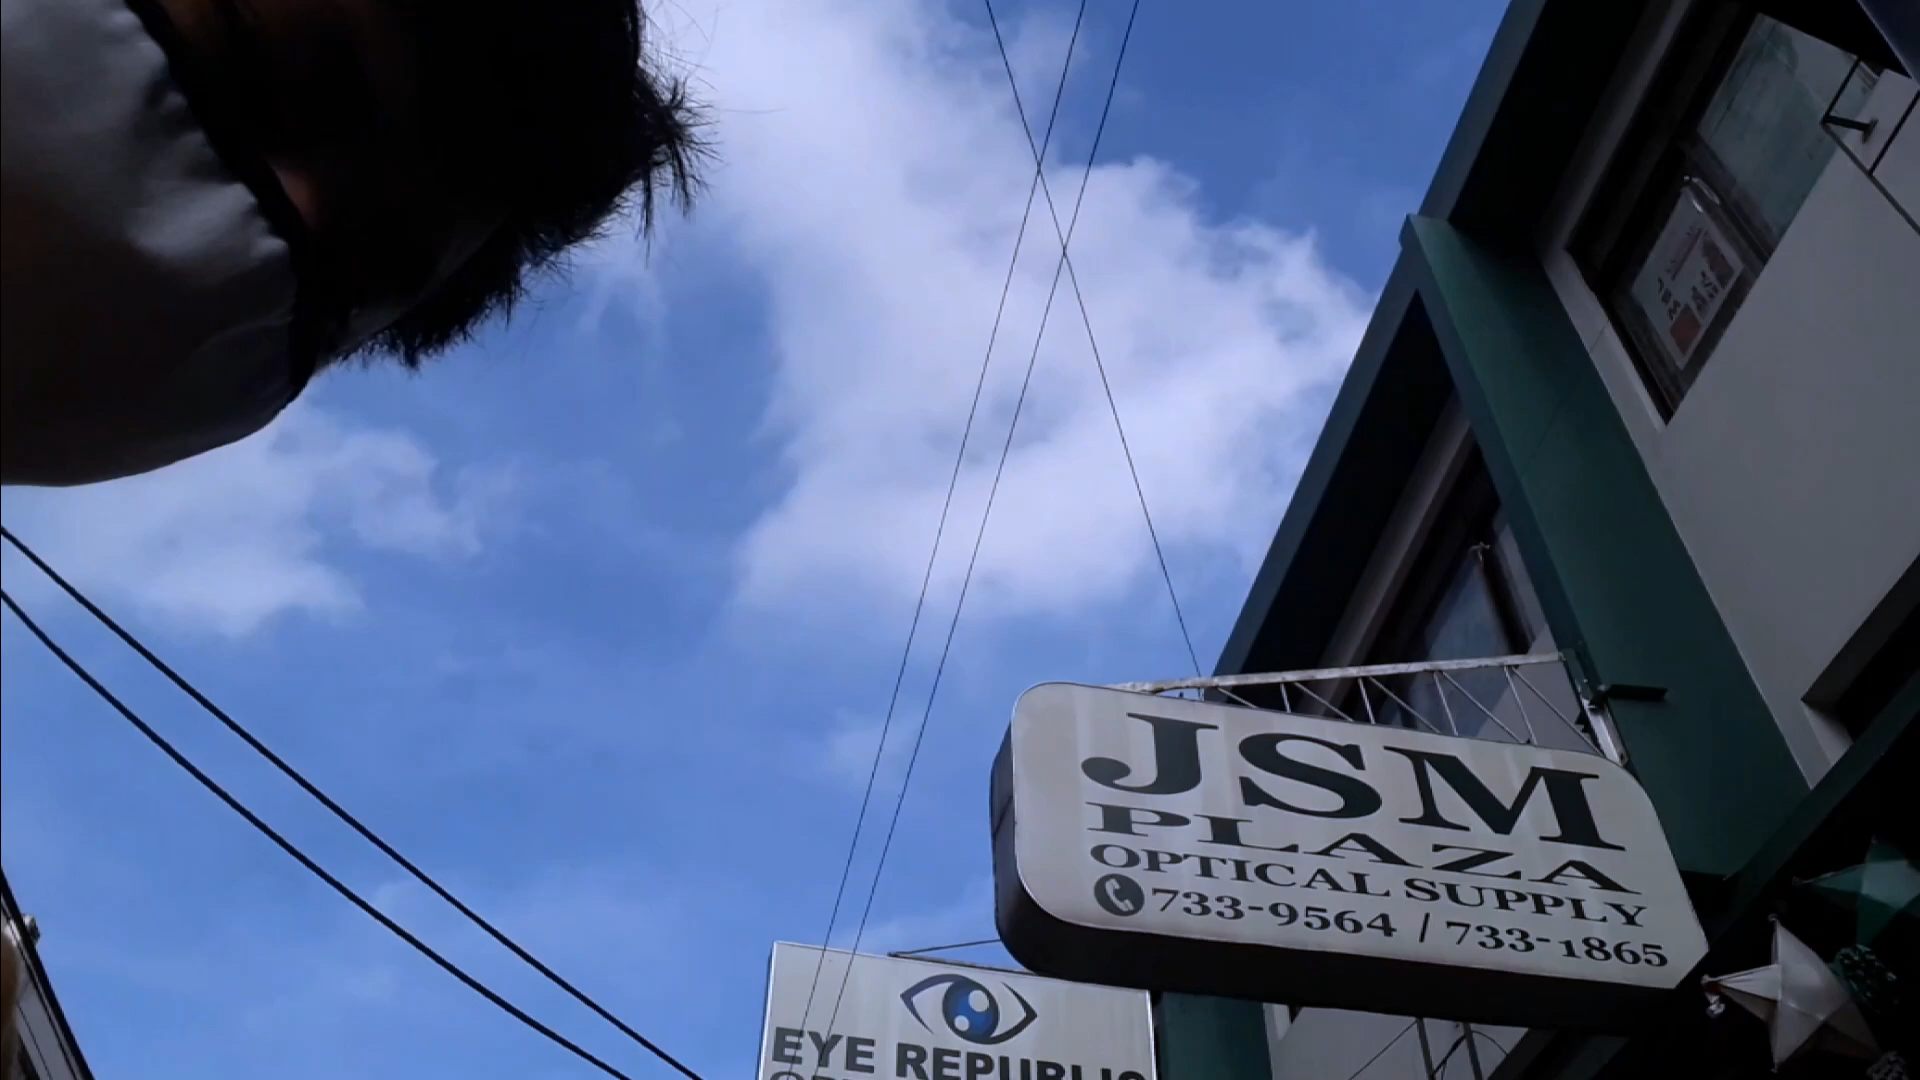 JSM
PLAZA
OPTICAL SUPPLY
733-9564 / 733-1865
EYE REPUBLIC